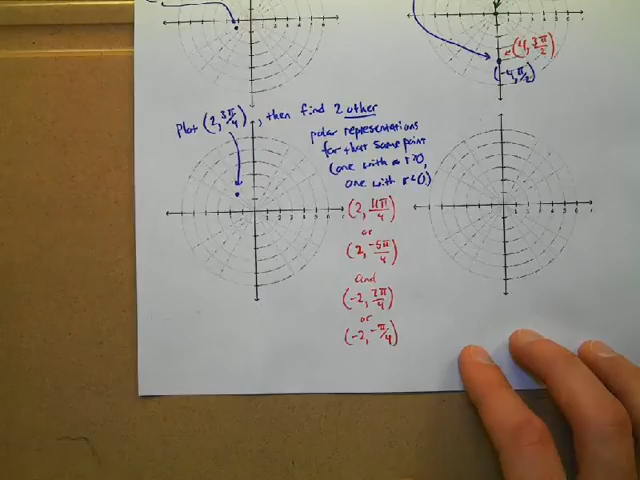 (4, 3π/2)
(-4, π/2)
Plot (2, 3π/4), then find 2 other
polar representations
for that same point
(one with r>0,
one with r<0)
(2, 11π/4)
or
(2, -5π/4)
and
(-2, 7π/4)
or
(-2, -π/4)